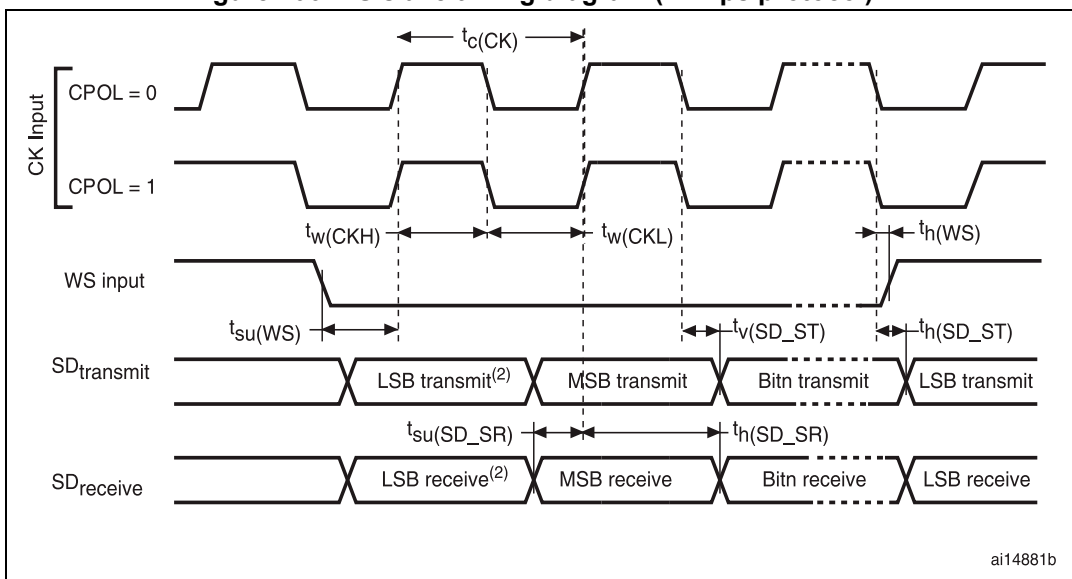 tc(CK)
CK Input
CPOL = 0
CPOL = 1
tw(CKH)
tw(CKL)
th(WS)
WS input
tsu(WS)
tv(SD_ST)
th(SD_ST)
SDtransmit
LSB transmit(2)
MSB transmit
Bitn transmit
LSB transmit
tsu(SD_SR)
th(SD_SR)
SDreceive
LSB receive(2)
MSB receive
Bitn receive
LSB receive
ai14881b